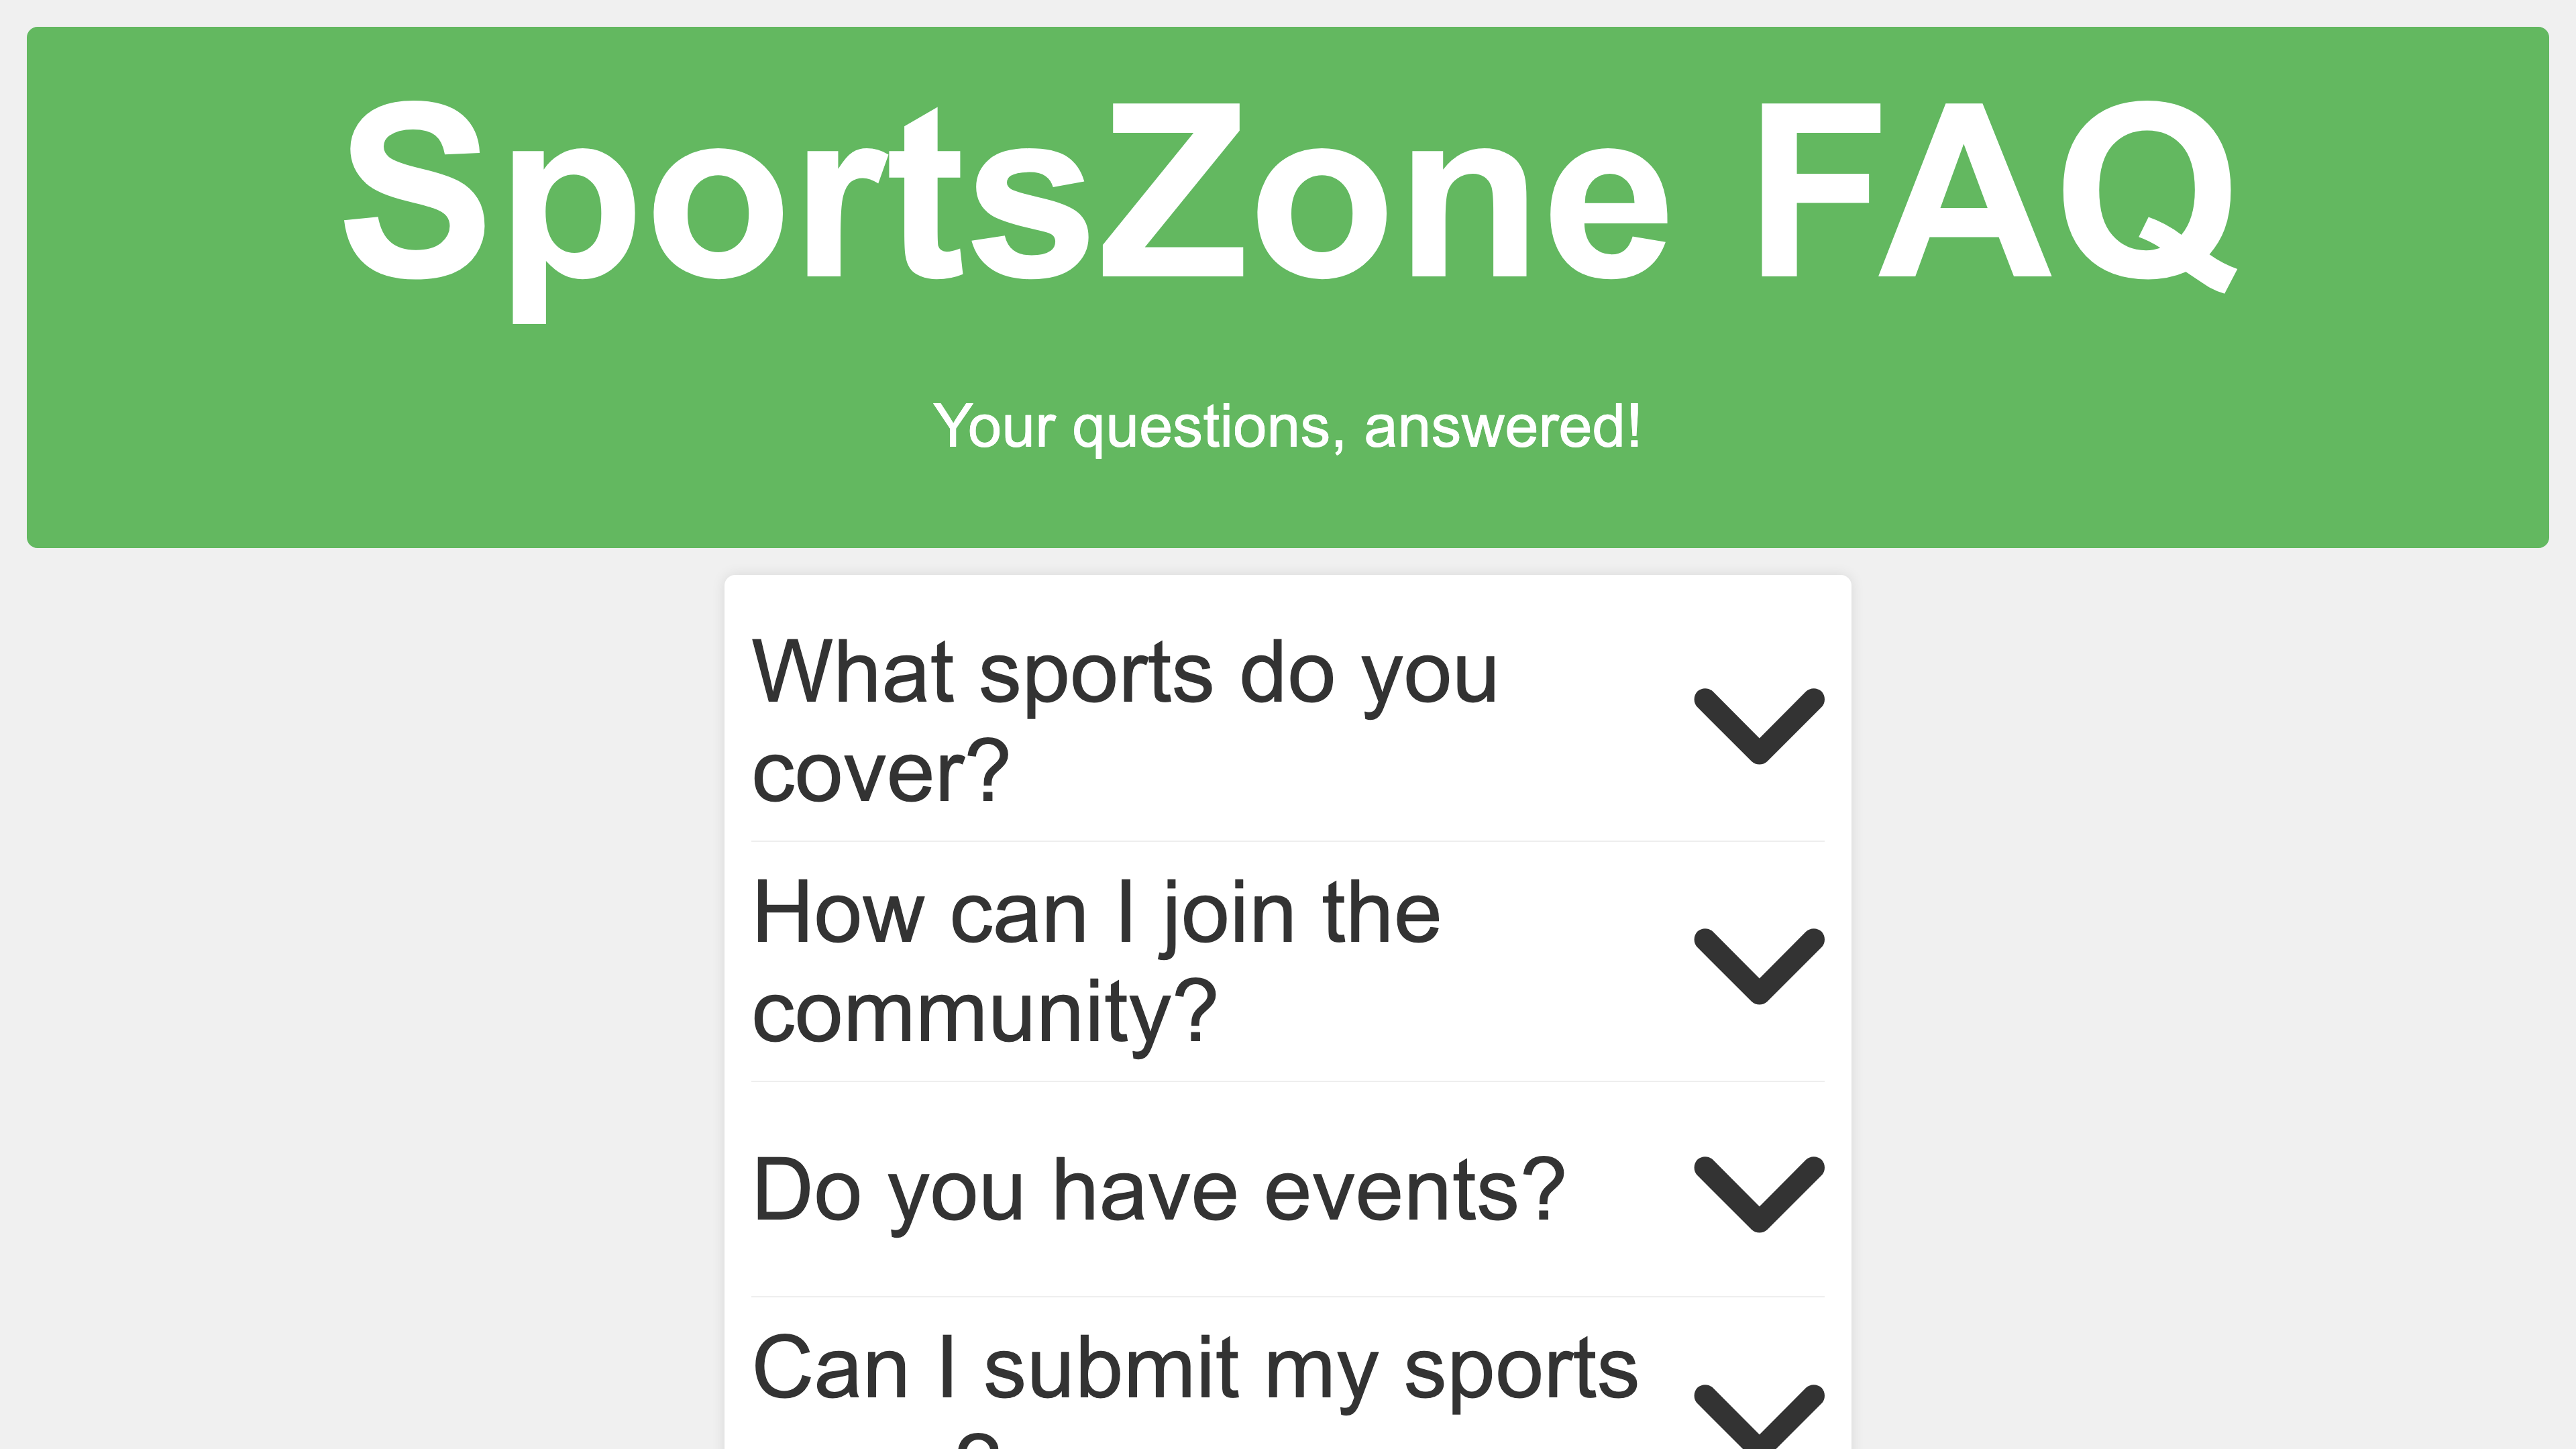 SportsZone FAQ
Your questions, answered!
What sports do you
cover?
How can I join the
community?
Do you have events?
Can I submit my sports